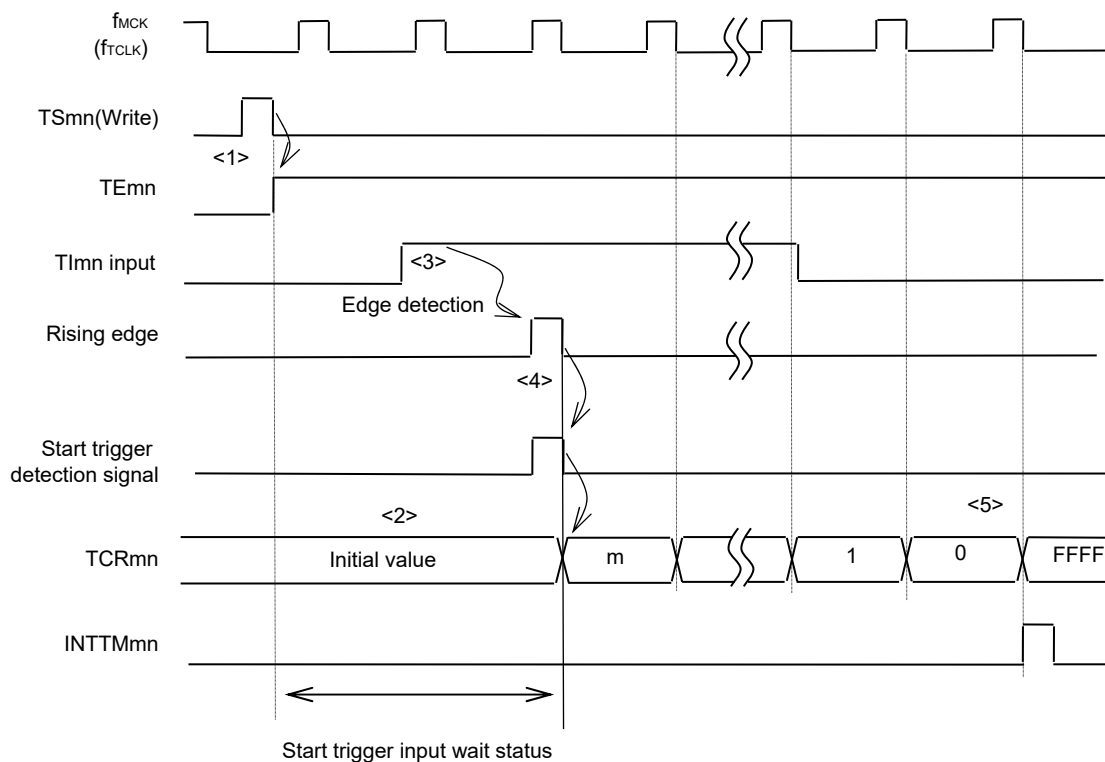 fMCK
(fTCLK)
TSmn(Write)
<1>
TEmn
TImn input
<3>
Edge detection
Rising edge
<4>
Start trigger
detection signal
<2>
<5>
TCRmn
Initial value
m
1
0
FFFF
INTTMmn
Start trigger input wait status